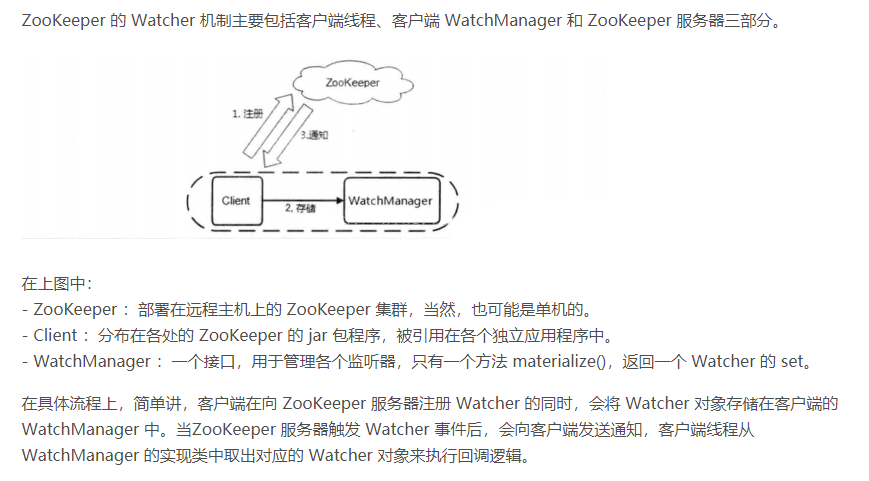 ZooKeeper 的 Watcher 机制主要包括客户端线程、客户端 WatchManager 和 ZooKeeper 服务器三部分。
ZooKeeper
1. 注册
3.通知
Client
2. 存储
WatchManager
在上图中：
- ZooKeeper ： 部署在远程主机上的 ZooKeeper 集群，当然，也可能是单机的。
- Client ： 分布在各处的 ZooKeeper 的 jar 包程序，被引用在各个独立应用程序中。
- WatchManager ： 一个接口，用于管理各个监听器，只有一个方法 materialize()，返回一个 Watcher 的 set。
在具体流程上，简单讲，客户端在向 ZooKeeper 服务器注册 Watcher 的同时，会将 Watcher 对象存储在客户端的
WatchManager 中。当ZooKeeper 服务器触发 Watcher 事件后，会向客户端发送通知，客户端线程从
WatchManager 的实现类中取出对应的 Watcher 对象来执行回调逻辑。